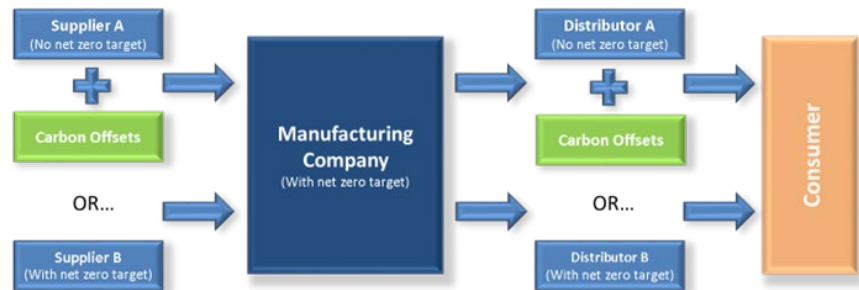 Supplier A
(No net zero target)
Carbon Offsets
OR...
Supplier B
(With net zero target)
Manufacturing
Company
(With net zero target)
Distributor A
(No net zero target)
Carbon Offsets
OR...
Distributor B
(With net zero target)
Consumer